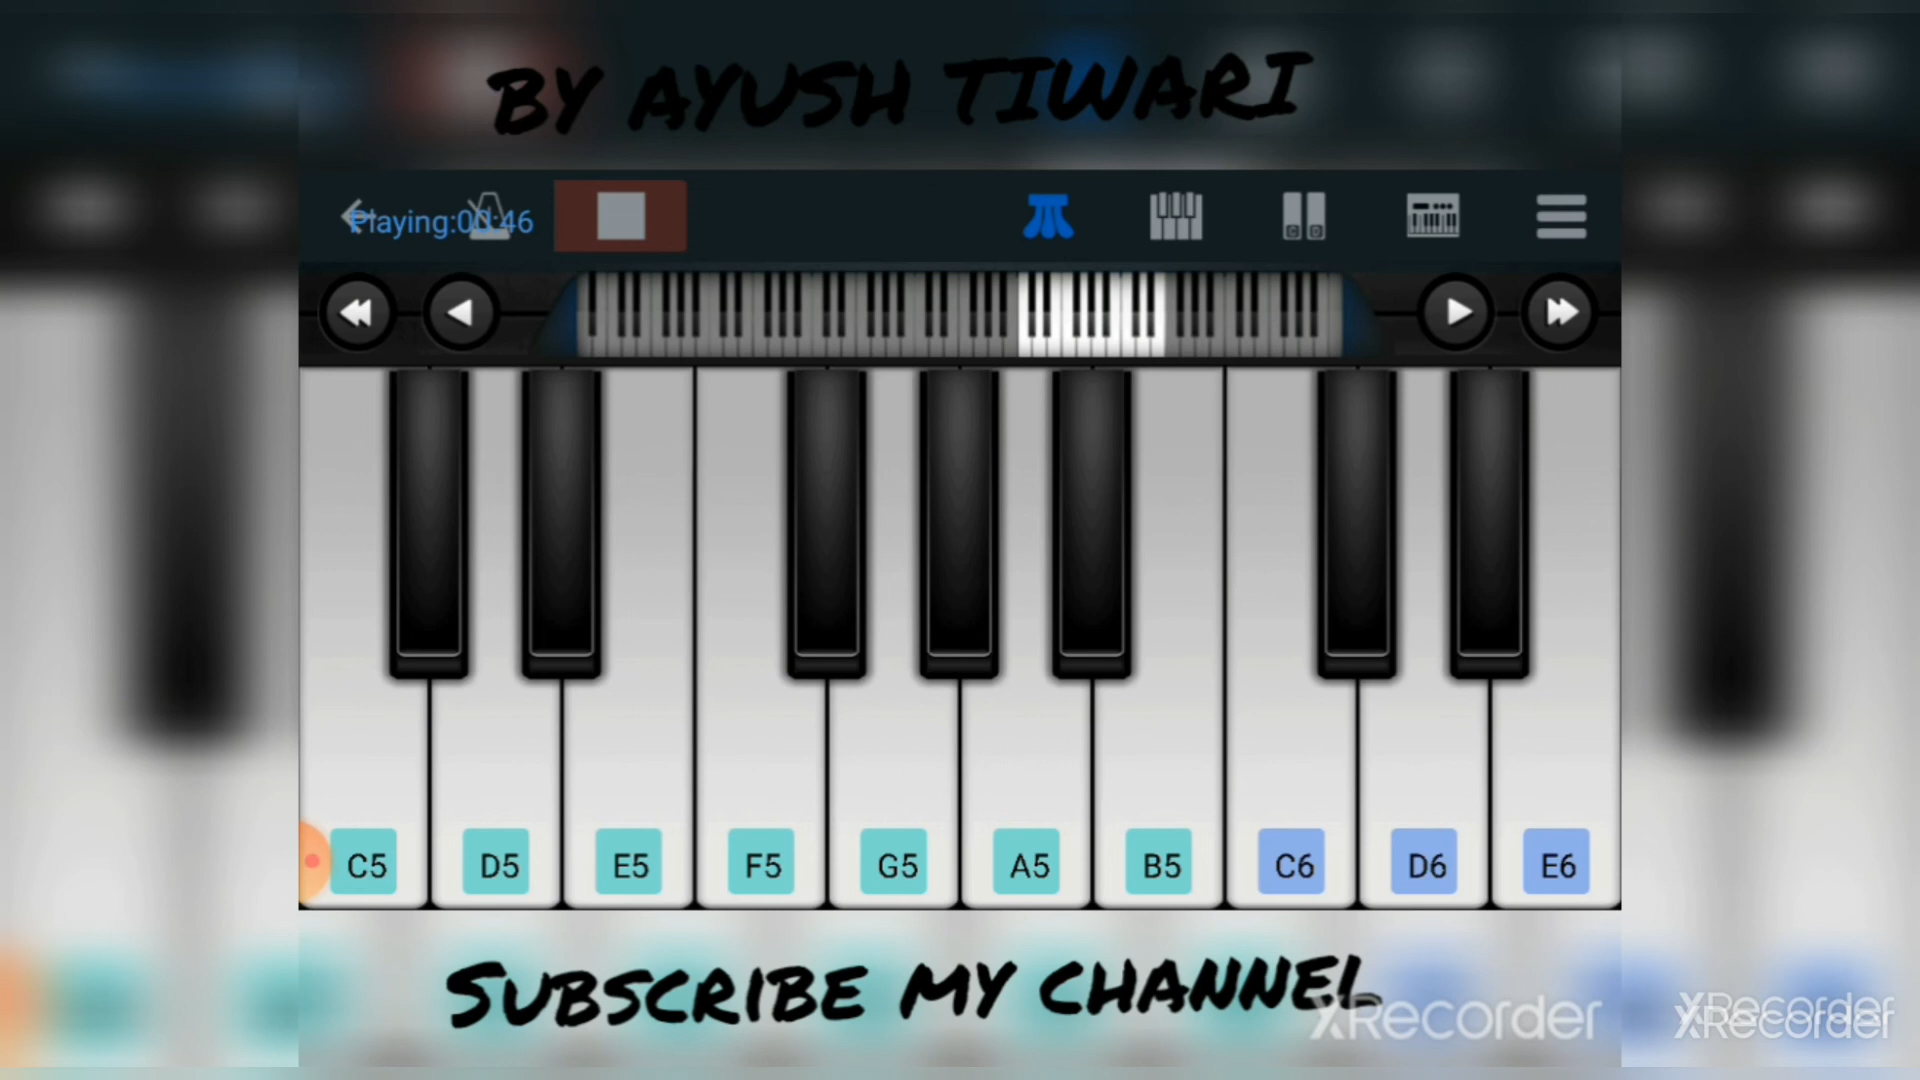 BY AYUSH TIWARI
Playing:00:46
C5 D5 E5 F5 G5 A5 B5 C6 D6 E6
SUBSCRIBE MY CHANNEL
XRecorder XRecorder
XRecorder